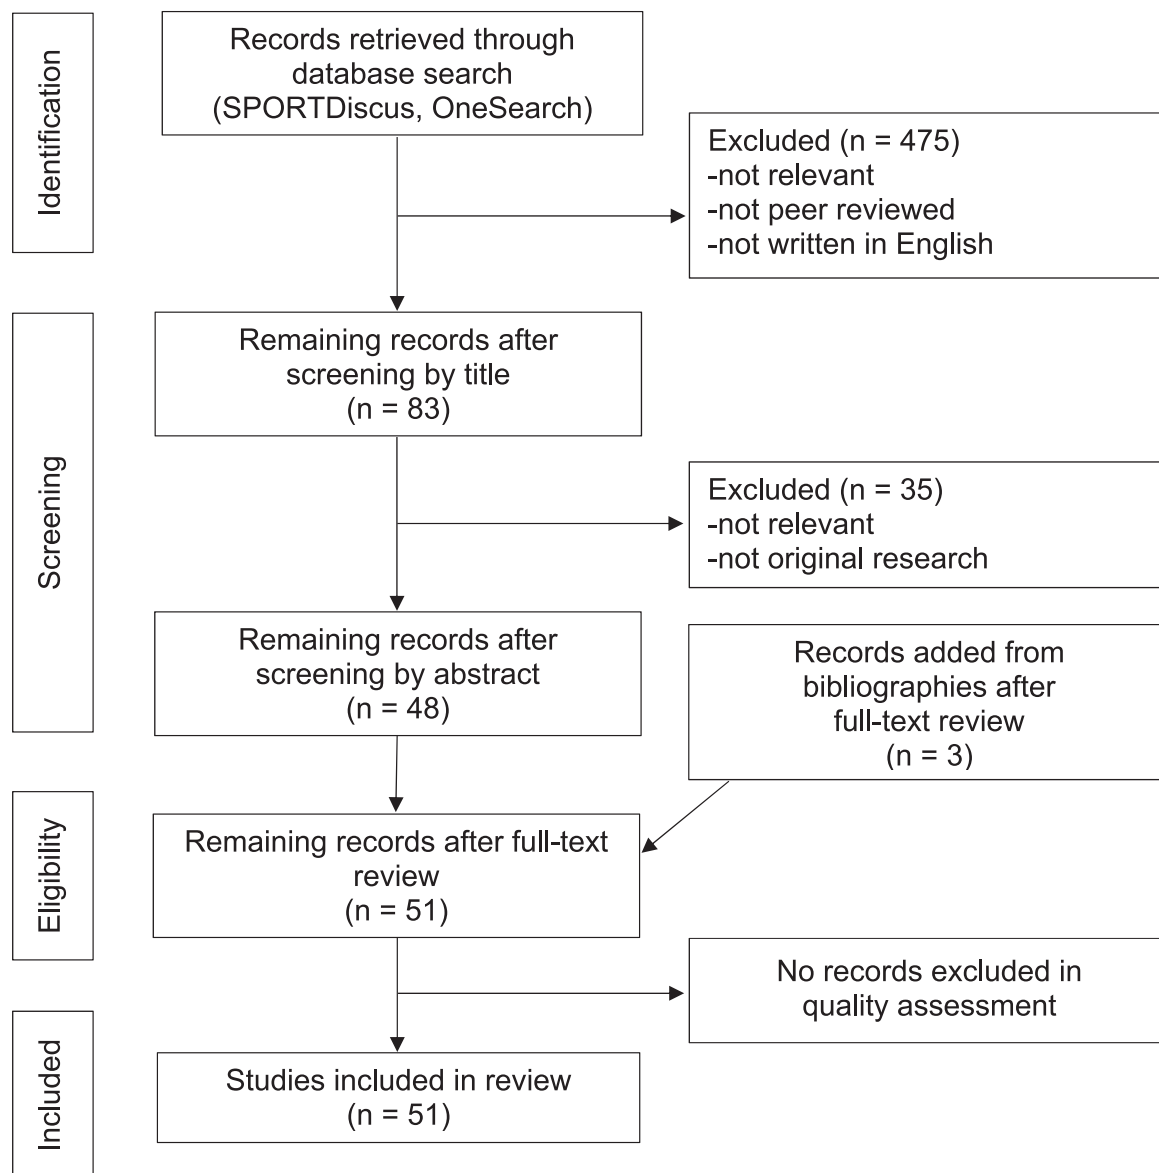 Identification
Records retrieved through
database search
(SPORTDiscus, OneSearch)
Excluded (n = 475)
-not relevant
-not peer reviewed
-not written in English
Screening
Remaining records after
screening by title
(n = 83)
Excluded (n = 35)
-not relevant
-not original research
Remaining records after
screening by abstract
(n = 48)
Records added from
bibliographies after
full-text review
(n = 3)
Eligibility
Remaining records after full-text
review
(n = 51)
No records excluded in
quality assessment
Included
Studies included in review
(n = 51)